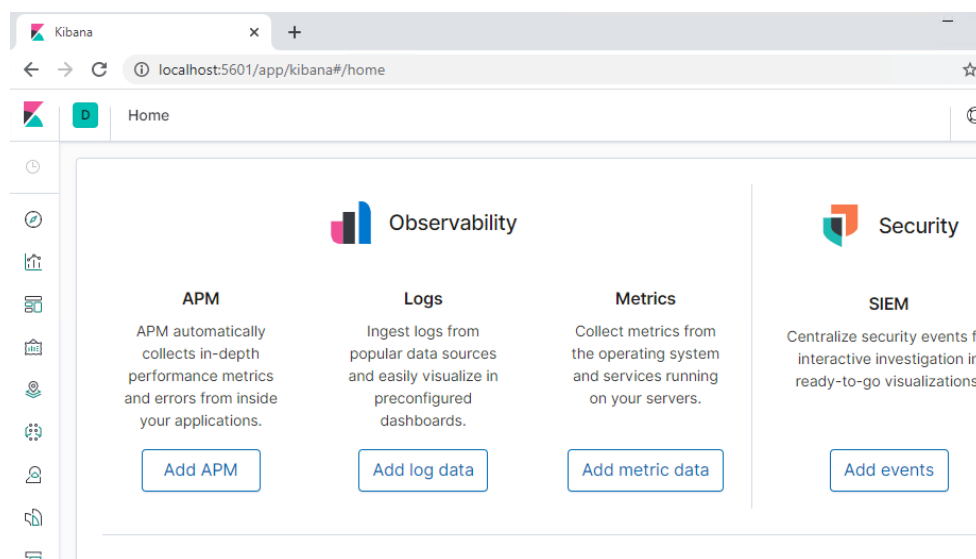 Kibana
localhost:5601/app/kibana#/home
D
Home
Observability
APM
APM automatically
collects in-depth
performance metrics
and errors from inside
your applications.
Add APM
Logs
Ingest logs from
popular data sources
and easily visualize in
preconfigured
dashboards.
Add log data
Metrics
Collect metrics from
the operating system
and services running
on your servers.
Add metric data
Security
SIEM
Centralize security events f
interactive investigation in
ready-to-go visualizations
Add events